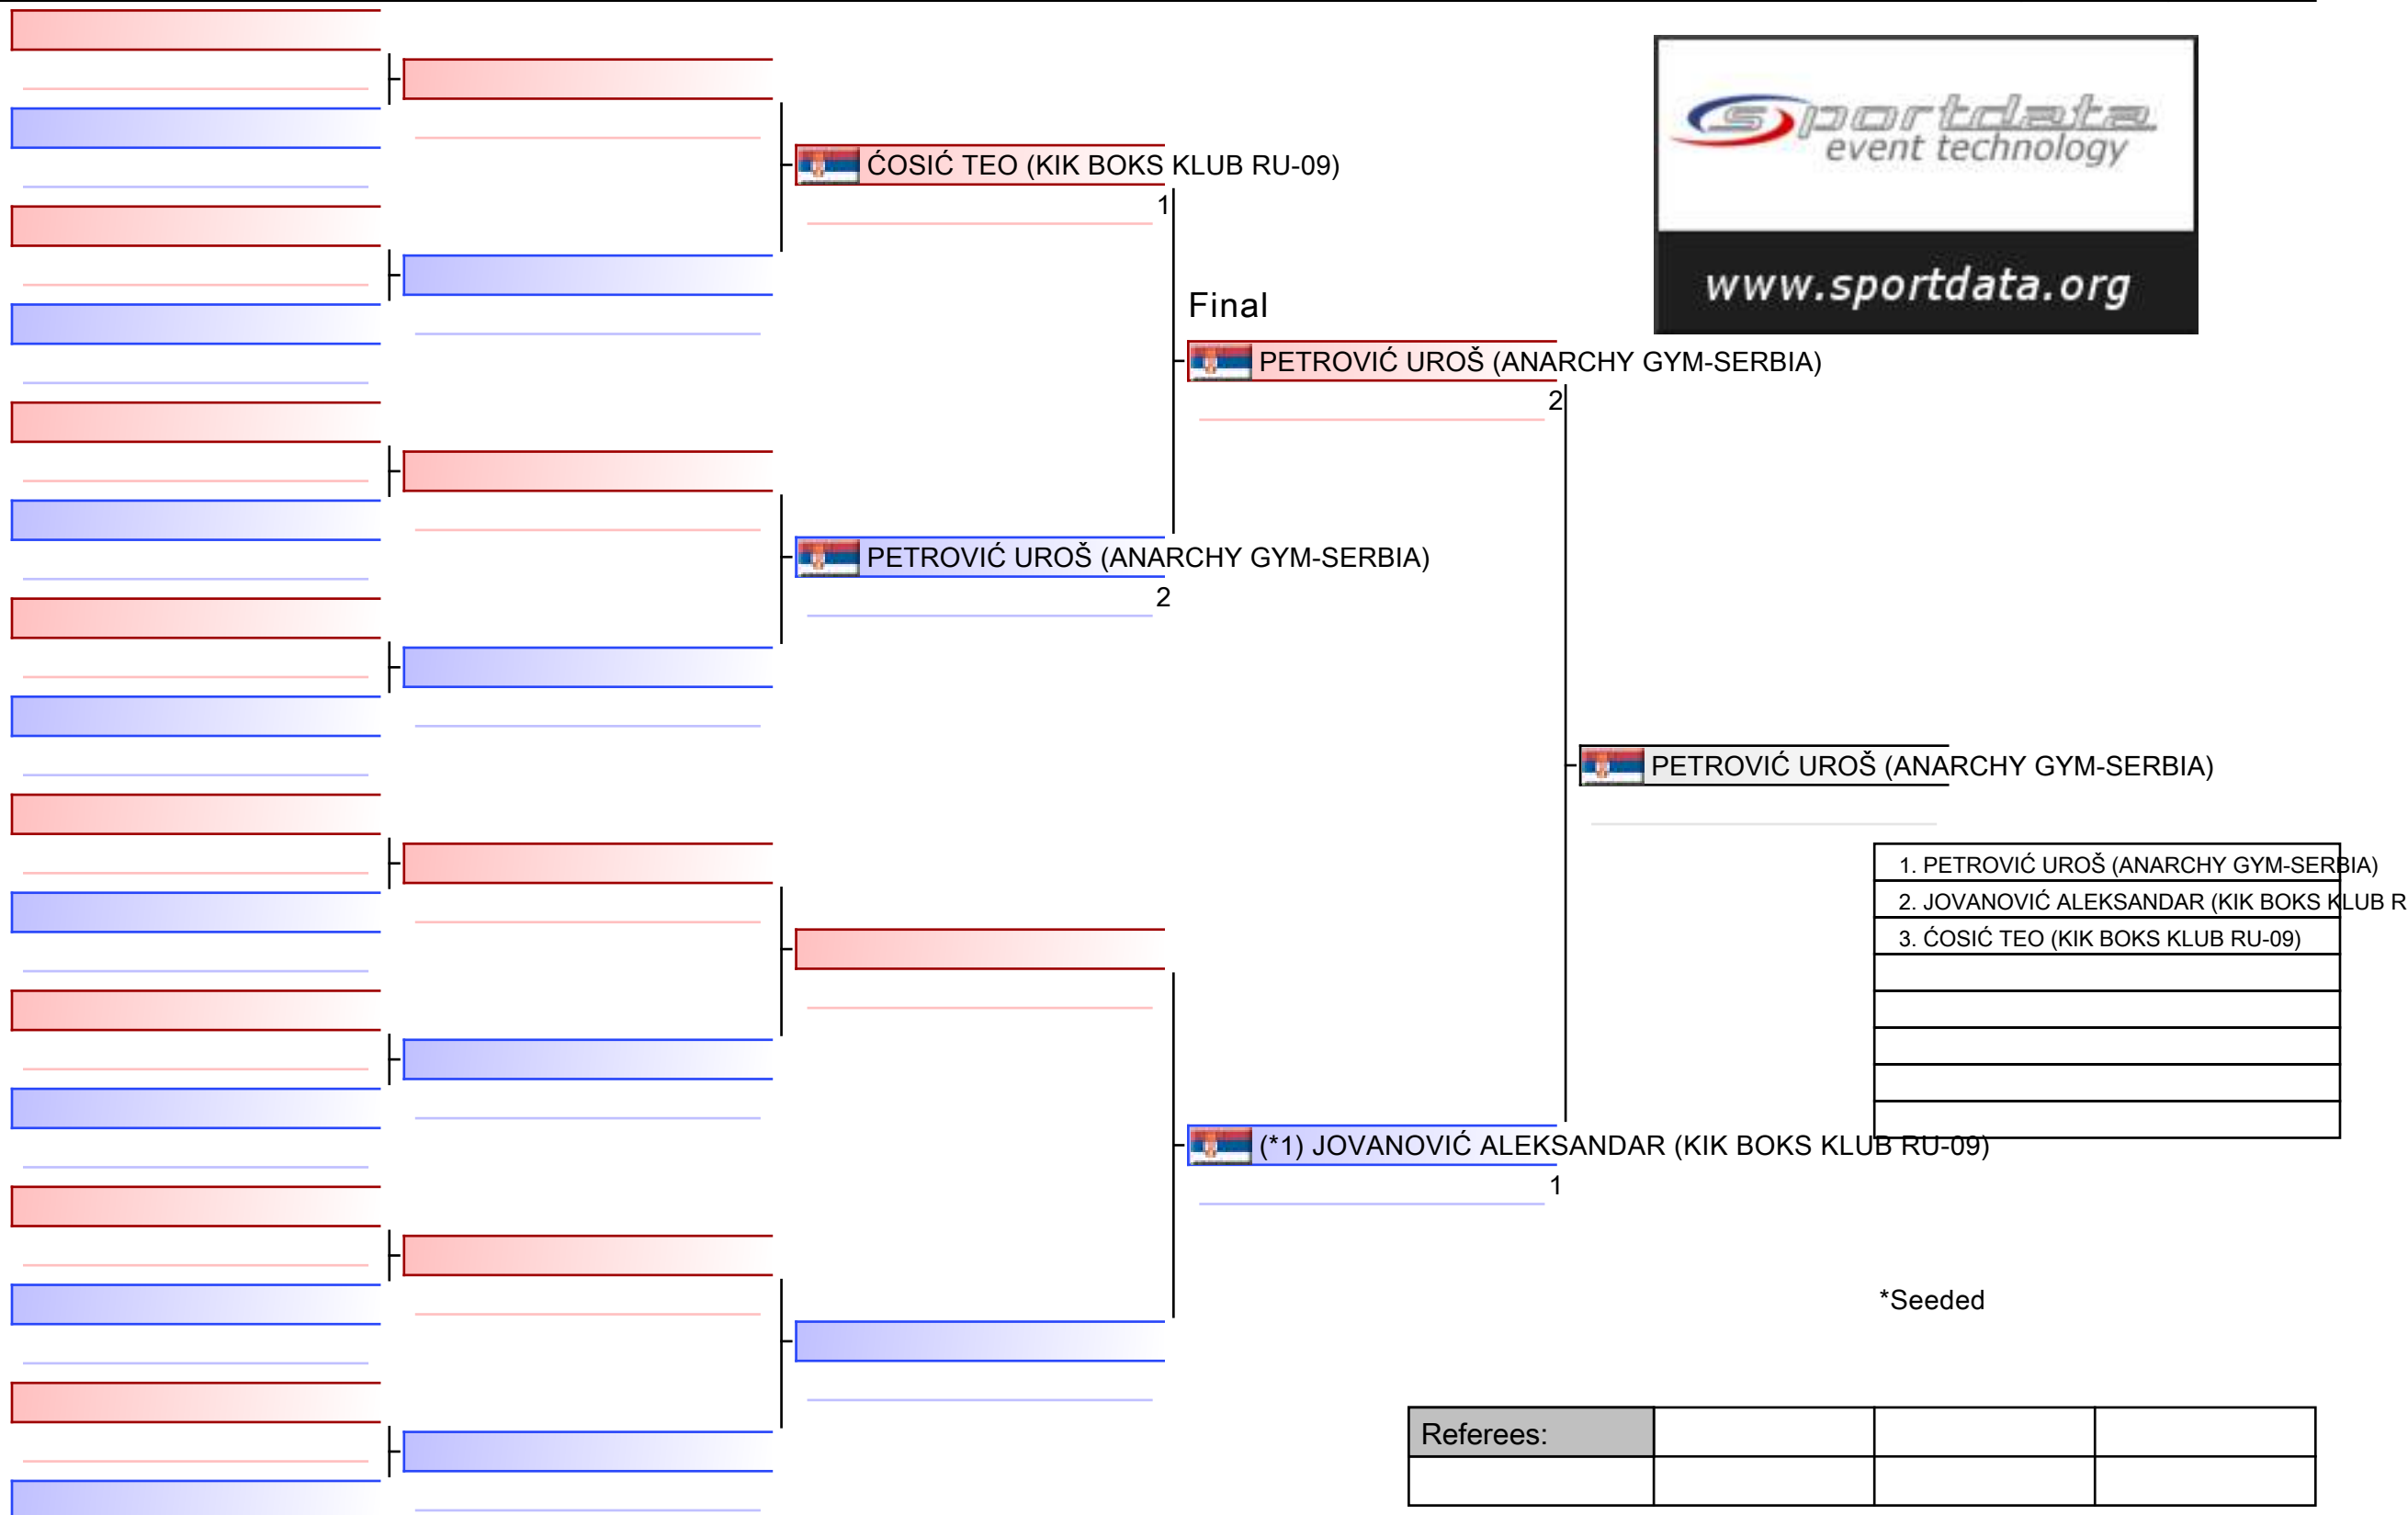 sportdata
event technology
www.sportdata.org
ĆOSIĆ TEO (KIK BOKS KLUB RU-09)
1
Final
PETROVIĆ UROŠ (ANARCHY GYM-SERBIA)
2
PETROVIĆ UROŠ (ANARCHY GYM-SERBIA)
2
PETROVIĆ UROŠ (ANARCHY GYM-SERBIA)
1. PETROVIĆ UROŠ (ANARCHY GYM-SERBIA)
2. JOVANOVIĆ ALEKSANDAR (KIK BOKS KLUB R
3. ĆOSIĆ TEO (KIK BOKS KLUB RU-09)
(*1) JOVANOVIĆ ALEKSANDAR (KIK BOKS KLUB RU-09)
1
*Seeded
Referees: